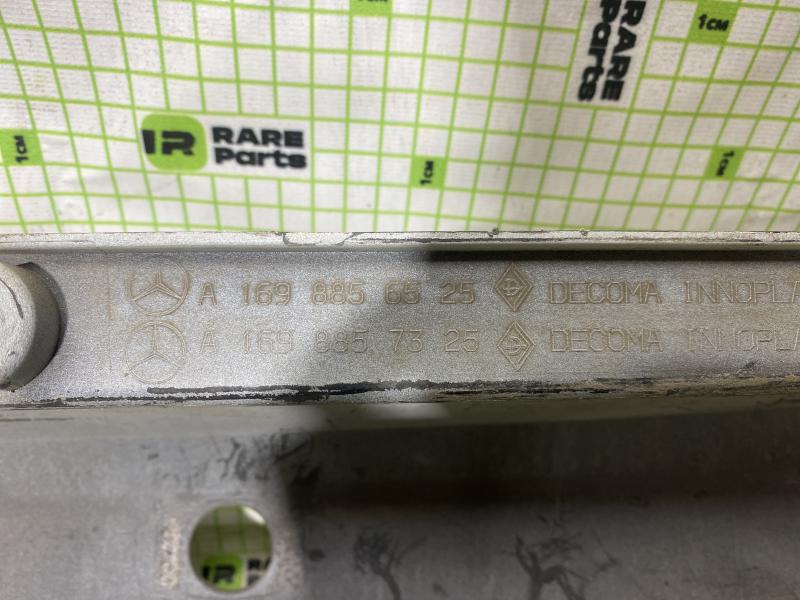 1CM
RARE
Parts
1CM
RARE
Parts
1CM
1CM
1CM
A 169 885 65 25 DECOMA INNOPLA
A 169 885 73 25 DECOMA INNOPLA